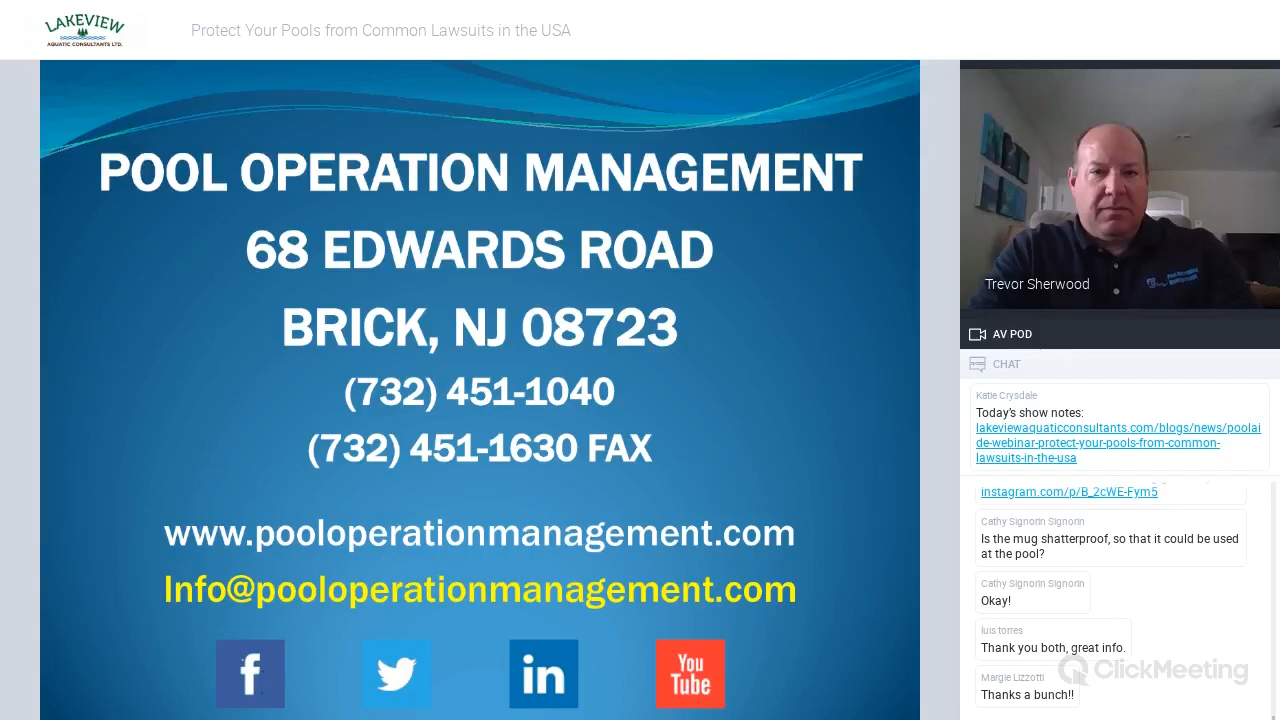 LAKEVIEW
AQUATIC CONSULTANTS LTD.
Protect Your Pools from Common Lawsuits in the USA
POOL OPERATION MANAGEMENT
68 EDWARDS ROAD
BRICK, NJ 08723
(732) 451-1040
(732) 451-1630 FAX
www.pooloperationmanagement.com
Info@pooloperationmanagement.com
f
in
You
Tube
Pool Operation
Management
Trevor Sherwood
AV POD
CHAT
Katie Crysdale
Today's show notes:
lakeviewaquaticconsultants.com/blogs/news/poolai
de-webinar-protect-your-pools-from-common-
lawsuits-in-the-usa
instagram.com/p/B_2cWE-Fym5
Cathy Signorin Signorin
Is the mug shatterproof, so that it could be used
at the pool?
Cathy Signorin Signorin
Okay!
luis torres
Thank you both, great info.
ClickMeeting
Margie Lizzotti
Thanks a bunch!!